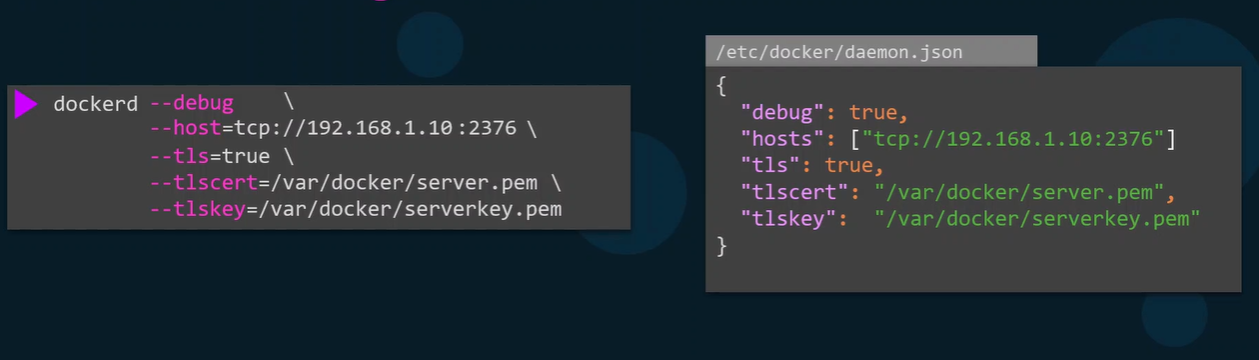 dockerd --debug \
--host=tcp://192.168.1.10:2376 \
--tls=true \
--tlscert=/var/docker/server.pem \
--tlskey=/var/docker/serverkey.pem
/etc/docker/daemon.json
{
"debug": true,
"hosts": ["tcp://192.168.1.10:2376"]
"tls": true,
"tlscert": "/var/docker/server.pem",
"tlskey": "/var/docker/serverkey.pem"
}